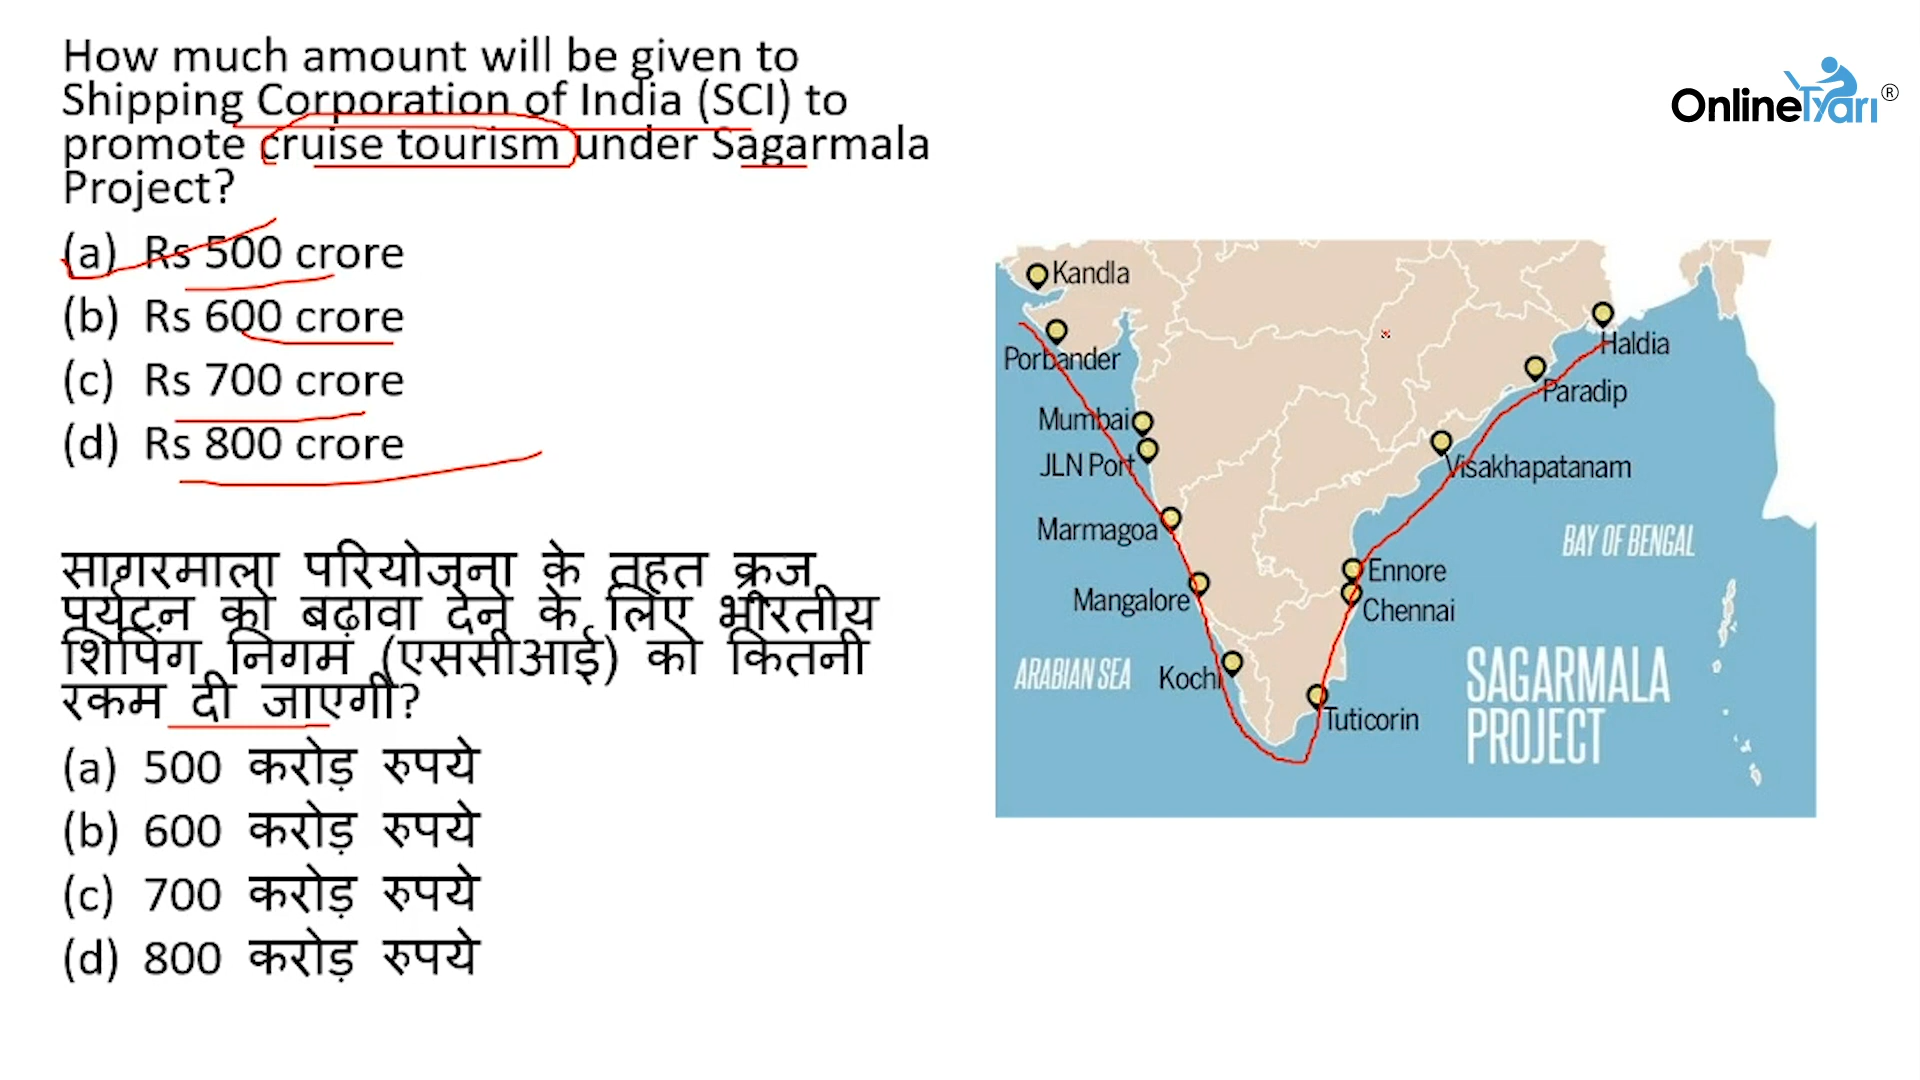 How much amount will be given to
Shipping Corporation of India (SCI) to
promote cruise tourism under Sagarmala
Project?
(a) Rs 500 crore
(b) Rs 600 crore
(c) Rs 700 crore
(d) Rs 800 crore
सागरमाला परियोजना के तहत क्रूज
पर्यटन को बढ़ावा देने के लिए भारतीय
शिपिंग निगम (एससीआई) को कितनी
रकम दी जाएगी?
(a) 500 करोड़ रुपये
(b) 600 करोड़ रुपये
(c) 700 करोड़ रुपये
(d) 800 करोड़ रुपये
OnlineTyari®
Kandla
Porbander
Mumbai
JLN Port
Marmagoa
Mangalore
Kochi
Tuticorin
Chennai
Ennore
Visakhapatanam
Paradip
Haldia
ARABIAN SEA
BAY OF BENGAL
SAGARMALA
PROJECT